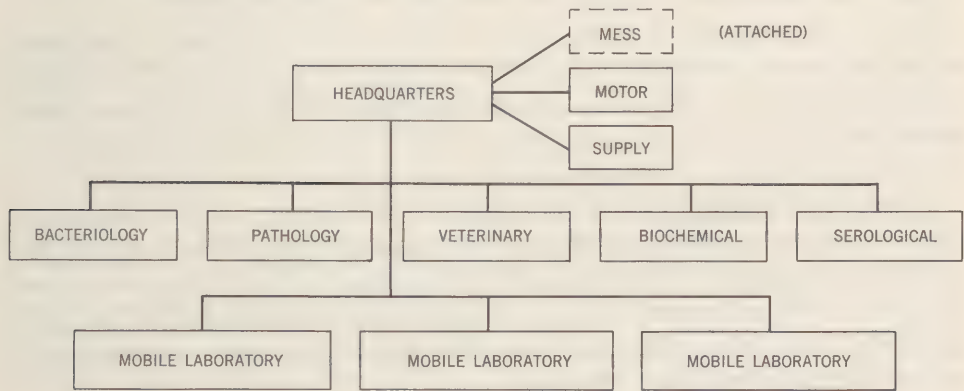 MESS (ATTACHED)
HEADQUARTERS MOTOR
SUPPLY
BACTERIOLOGY PATHOLOGY VETERINARY BIOCHEMICAL SEROLOGICAL
MOBILE LABORATORY MOBILE LABORATORY MOBILE LABORATORY